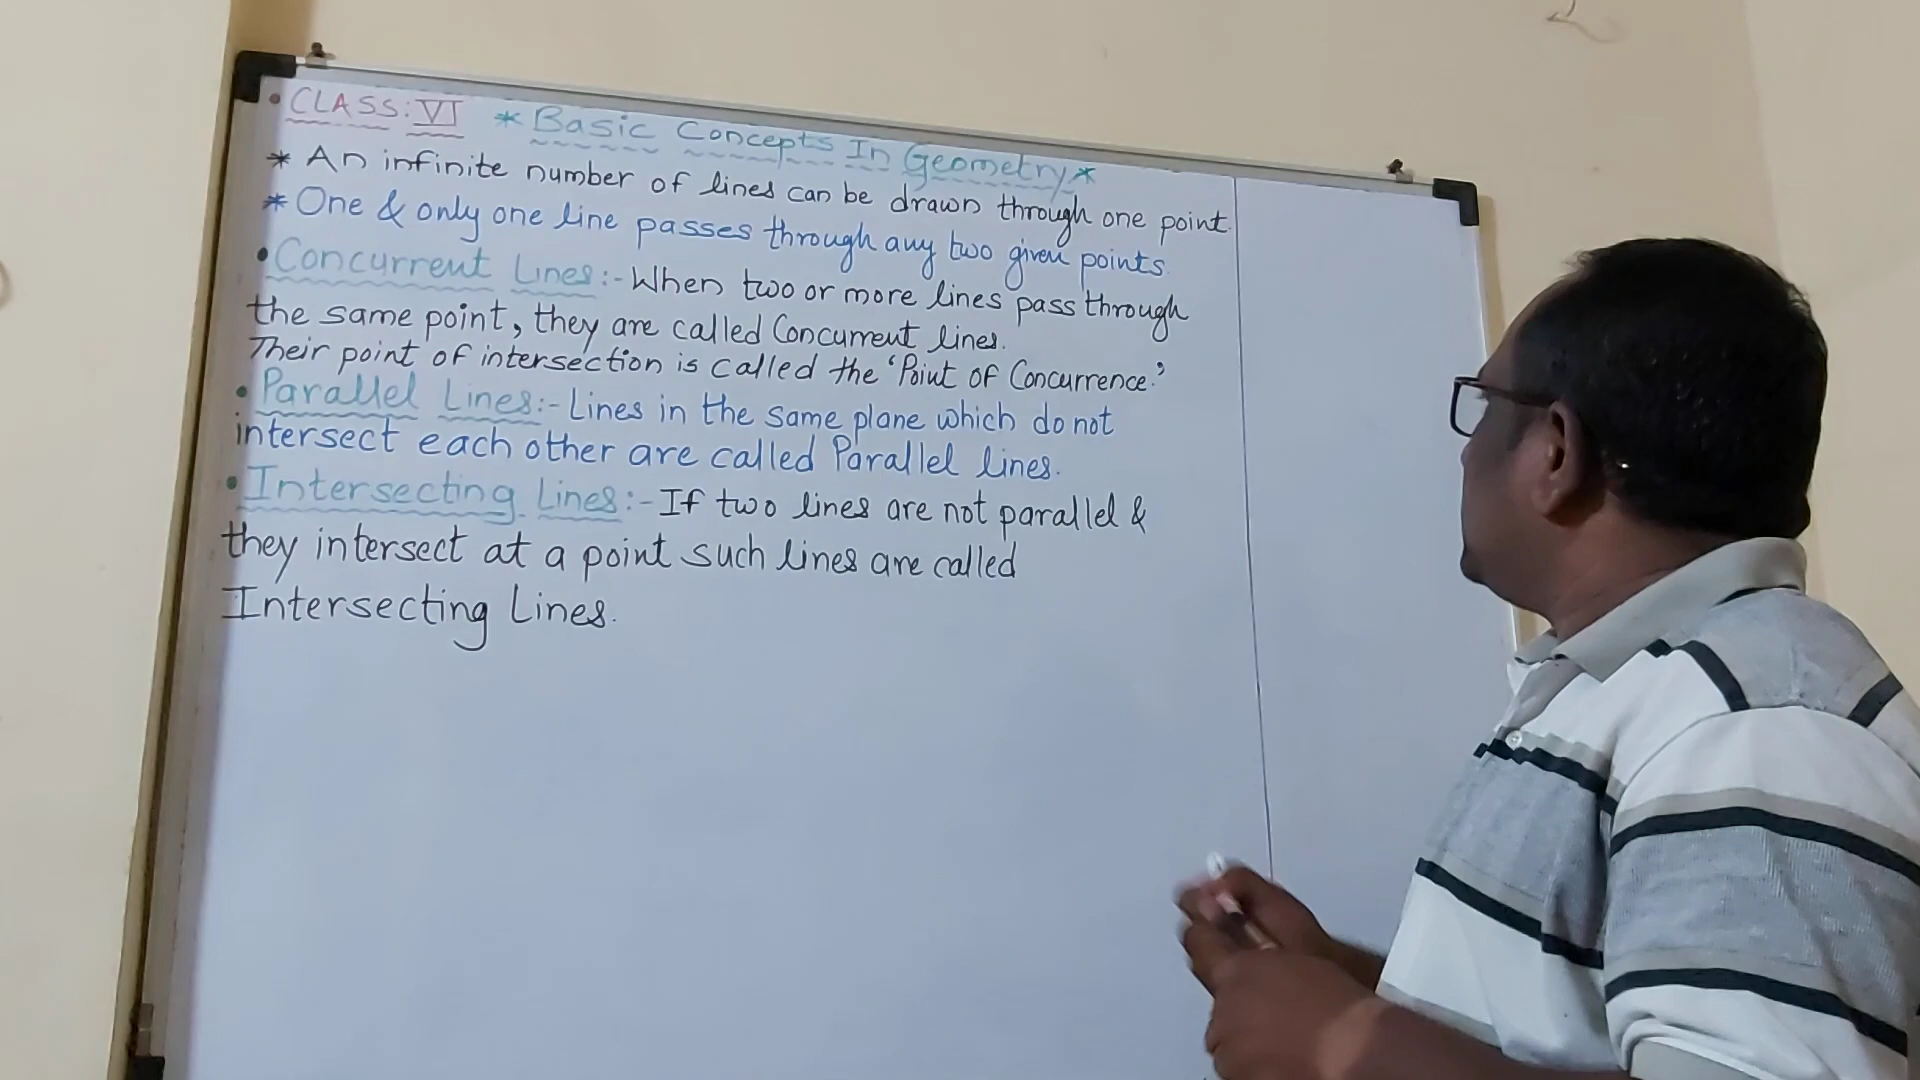 • CLASS: VI * Basic Concepts In Geometry *
* An infinite number of lines can be drawn through one point.
* One & only one line passes through any two given points.
• Concurrent Lines:- When two or more lines pass through
the same point, they are called Concurrent lines.
Their point of intersection is called the 'Point of Concurrence.'
• Parallel Lines:- Lines in the same plane which do not
intersect each other are called Parallel lines.
• Intersecting Lines:- If two lines are not parallel &
they intersect at a point such lines are called
Intersecting Lines.